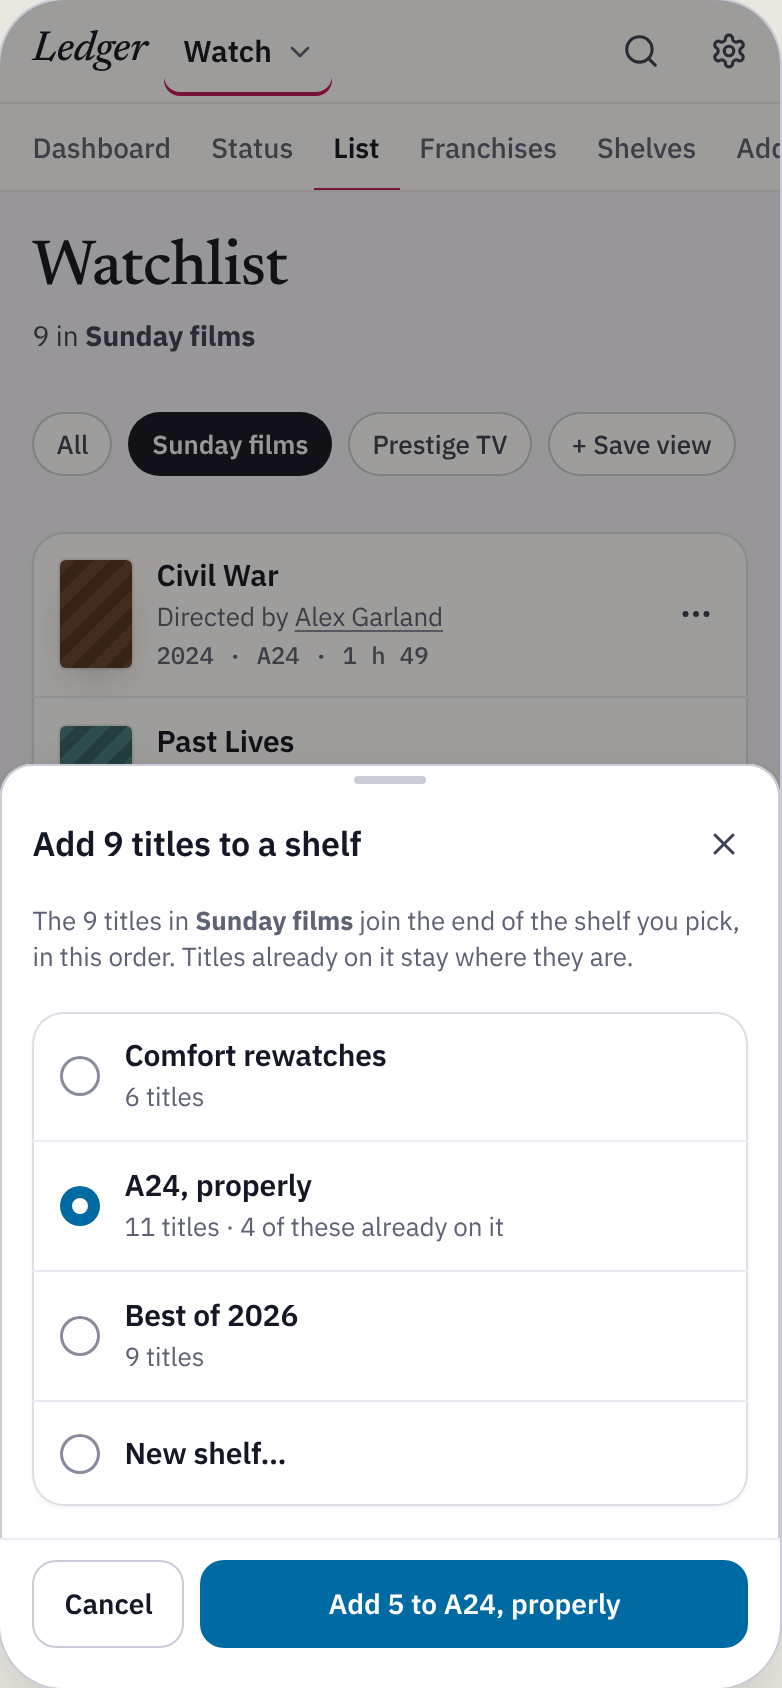 Ledger Watch
Dashboard Status List Franchises Shelves
Watchlist
9 in Sunday films
All Sunday films Prestige TV + Save view
Civil War
Directed by Alex Garland
2024 · A24 · 1 h 49
Past Lives
Add 9 titles to a shelf
The 9 titles in Sunday films join the end of the shelf you pick,
in this order. Titles already on it stay where they are.
Comfort rewatches
6 titles
A24, properly
11 titles · 4 of these already on it
Best of 2026
9 titles
New shelf...
Cancel Add 5 to A24, properly